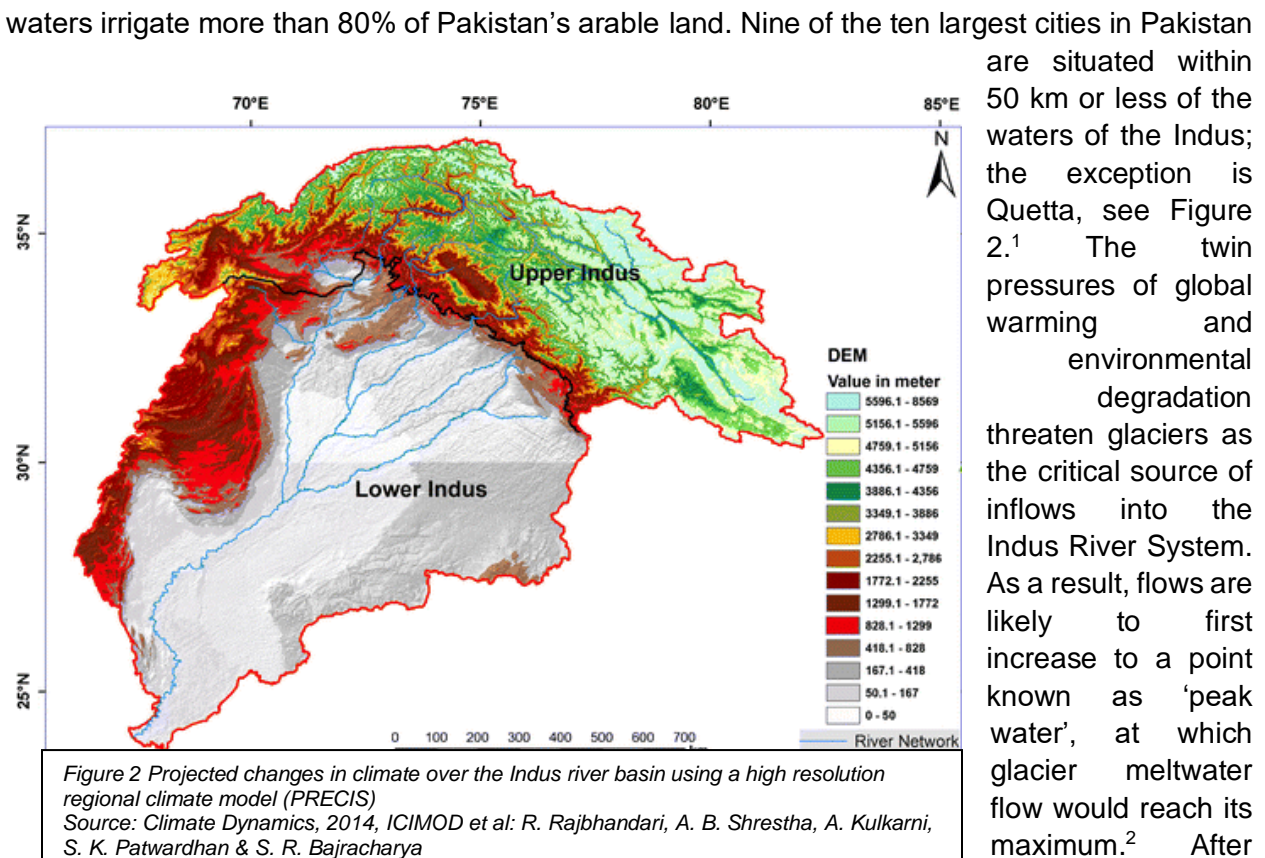 waters irrigate more than 80% of Pakistan’s arable land. Nine of the ten largest cities in Pakistan
are situated within
50 km or less of the
waters of the Indus;
the exception is
Quetta, see Figure
2.¹ The twin
pressures of global
warming and
environmental
degradation
threaten glaciers as
the critical source of
inflows into the
Indus River System.
As a result, flows are
likely to first
increase to a point
known as ‘peak
water’, at which
glacier meltwater
flow would reach its
maximum.² After
70°E 75°E 80°E 85°E
N
35°N
30°N
25°N
Upper Indus
Lower Indus
DEM
Value in meter
5596.1 - 8569
5156.1 - 5596
4759.1 - 5156
4356.1 - 4759
3886.1 - 4356
3349.1 - 3886
2786.1 - 3349
2255.1 - 2,786
1772.1 - 2255
1299.1 - 1772
828.1 - 1299
418.1 - 828
167.1 - 418
50.1 - 167
0 - 50
River Network
0 100 200 300 400 500 600 700
Figure 2 Projected changes in climate over the Indus river basin using a high resolution
regional climate model (PRECIS)
Source: Climate Dynamics, 2014, ICIMOD et al: R. Rajbhandari, A. B. Shrestha, A. Kulkarni,
S. K. Patwardhan & S. R. Bajracharya